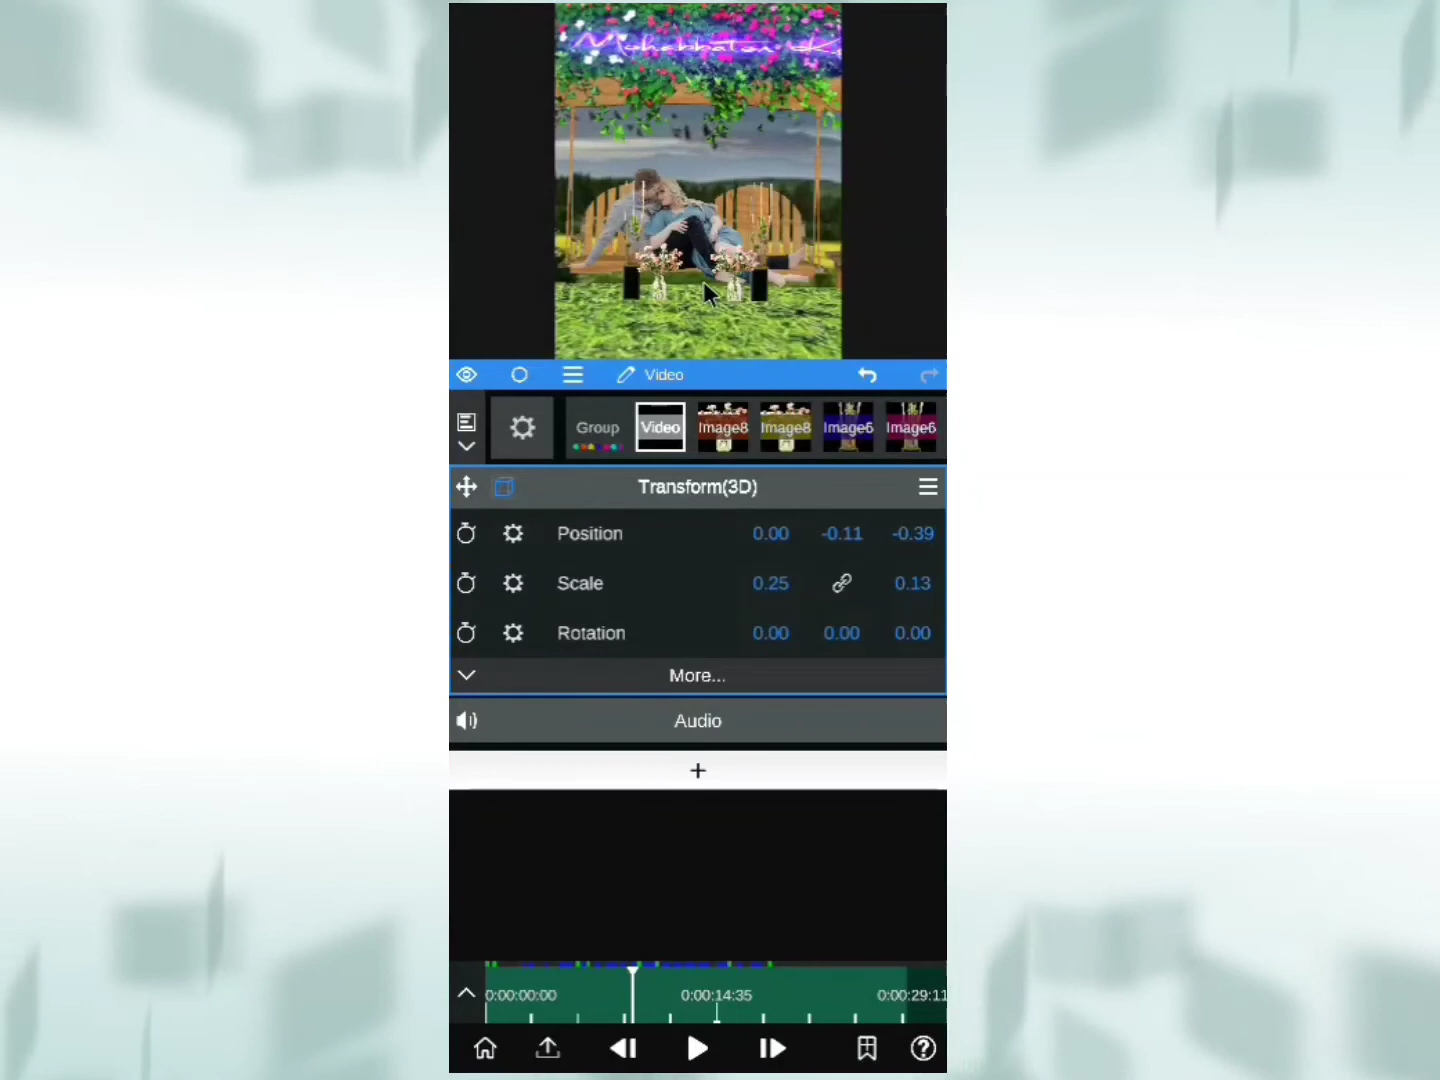 Mohabbatein K
Video
Group
Video
Image8
Image8
Image6
Image6
Transform(3D)
Position 0.00 -0.11 -0.39
Scale 0.25 0.13
Rotation 0.00 0.00 0.00
More...
Audio
+
0:00:00:00 0:00:14:35 0:00:29:11